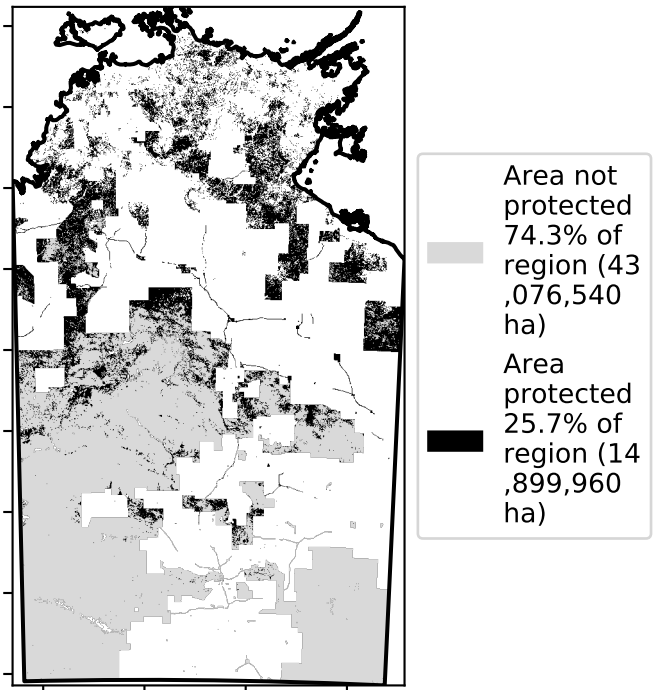 Area not
protected
74.3% of
region (43
,076,540
ha)
Area
protected
25.7% of
region (14
,899,960
ha)